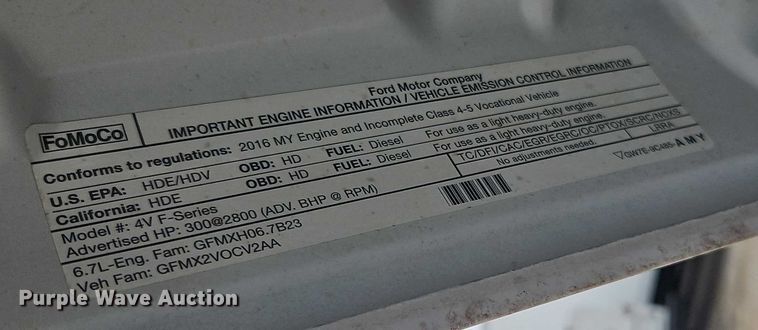 Ford Motor Company
FoMoCo
IMPORTANT ENGINE INFORMATION / VEHICLE EMISSION CONTROL INFORMATION
Conforms to regulations: 2016 MY Engine and Incomplete Class 4-5 Vocational Vehicle
U.S. EPA: HDE/HDV OBD: HD FUEL: Diesel For use as a light heavy-duty engine.
California: HDE OBD: HD FUEL: Diesel For use as a light heavy-duty engine.
Model #: 4V F-Series TC/DFI/CAC/EGR/EGRC/OC/PTOX/SCRC/NOXS LRRA
Advertised HP: 300@2800 (ADV. BHP @ RPM) No adjustments needed.
GW7E-9C485-AMY
6.7L-Eng. Fam: GFMXH06.7B23
Veh Fam: GFMX2VOCV2AA
Purple Wave Auction